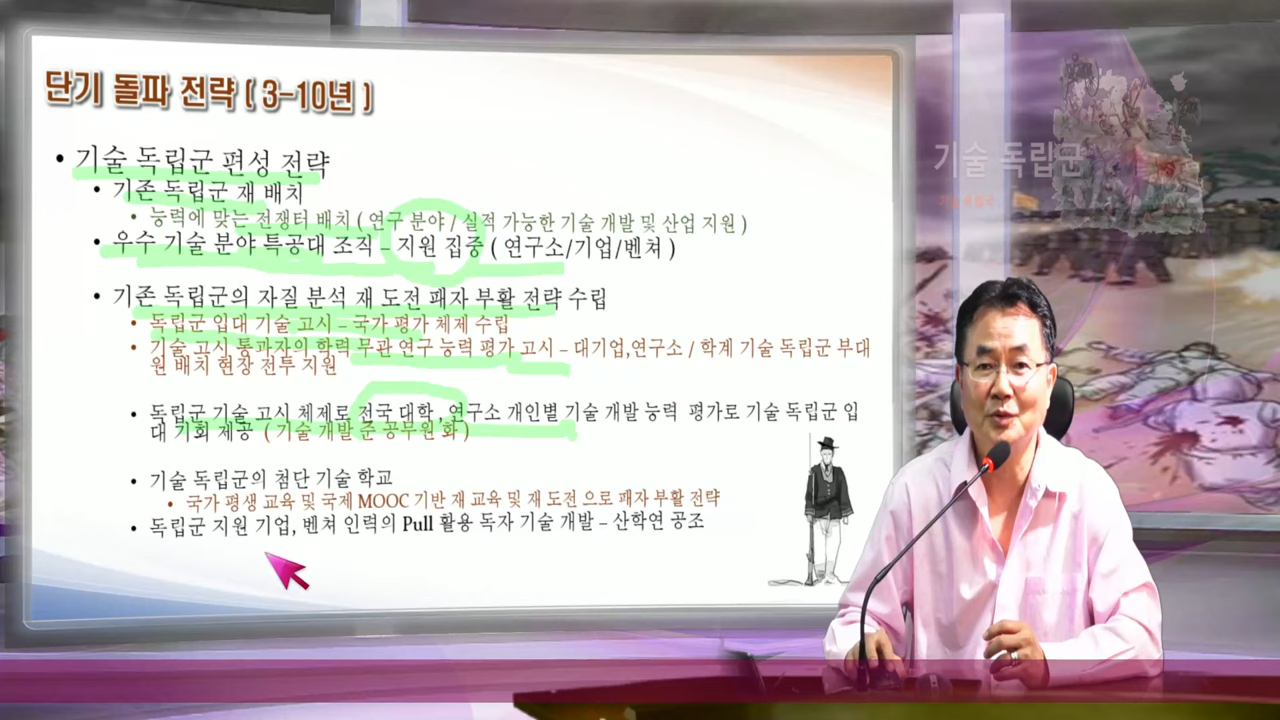 단기 돌파 전략 ( 3-10년 )
• 기술 독립군 편성 전략
• 기존 독립군 재 배치
• 능력에 맞는 전쟁터 배치 ( 연구 분야 / 실적 가능한 기술 개발 및 산업 지원 )
• 우수 기술 분야 특공대 조직 – 지원 집중 ( 연구소/기업/벤쳐 )
• 기존 독립군의 자질 분석 재 도전 패자 부활 전략 수립
• 독립군 입대 기술 고시 – 국가 평가 체제 수립
• 기술 고시 통과자의 학력 무관 연구 능력 평가 고시 – 대기업,연구소 / 학계 기술 독립군 부대
원 배치 현장 전투 지원
• 독립군 기술 고시 체제로 전국 대학 , 연구소 개인별 기술 개발 능력 평가로 기술 독립군 입
대 기회 제공 ( 기술 개발 준 공무원 화 )
• 기술 독립군의 첨단 기술 학교
• 국가 평생 교육 및 국제 MOOC 기반 재 교육 및 재 도전 으로 패자 부활 전략
• 독립군 지원 기업, 벤쳐 인력의 Pull 활용 독자 기술 개발 – 산학연 공조
기술 독립군